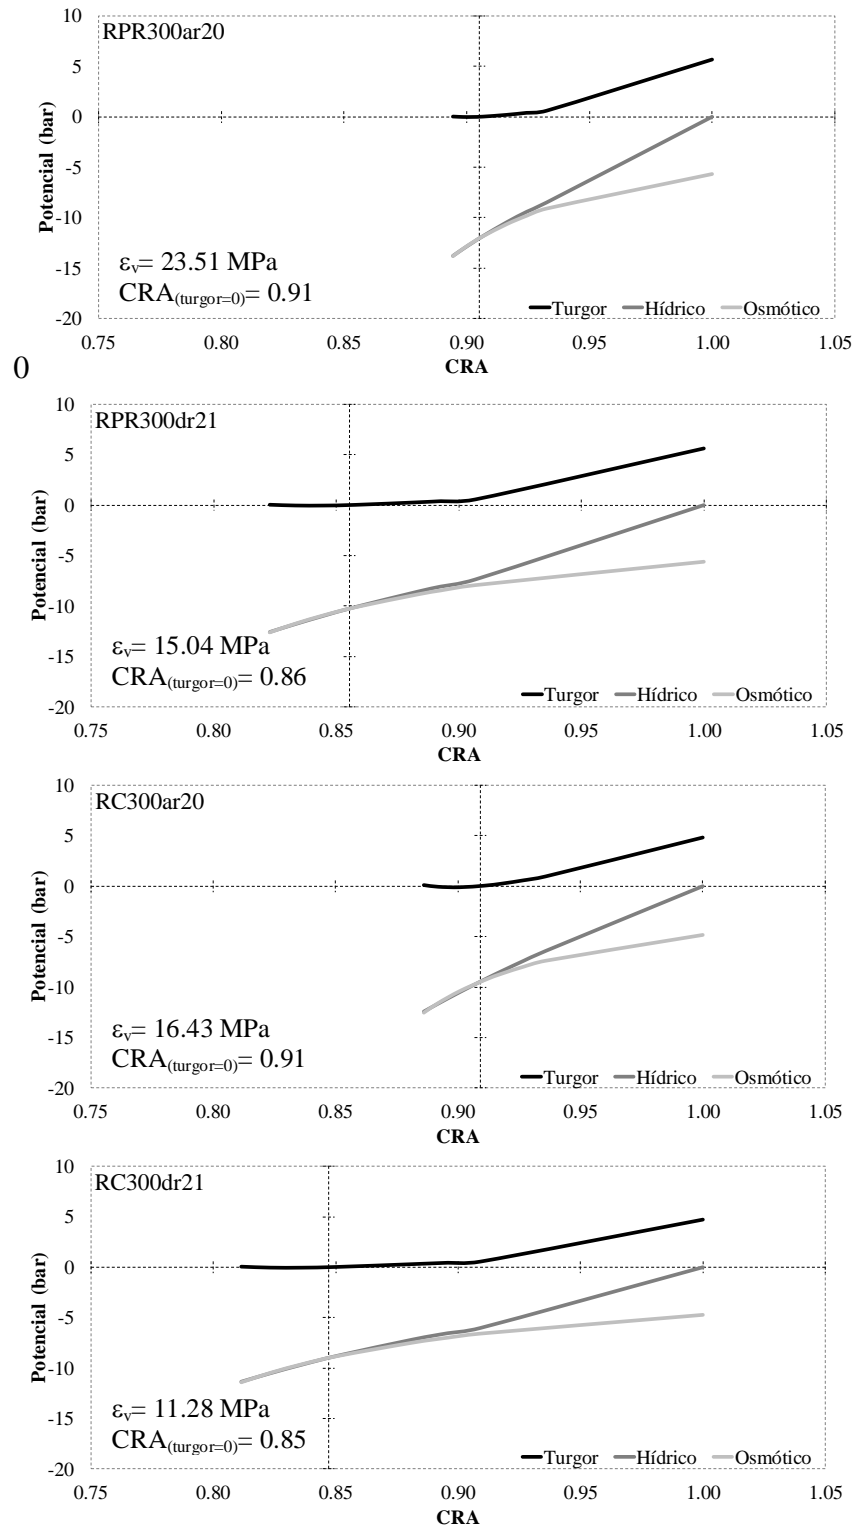 RPR300ar20
10
5
0
-5
-10
-15
-20
Potencial (bar)
εv= 23.51 MPa
CRA(turgor=0)= 0.91
Turgor Hídrico Osmótico
0.75 0.80 0.85 0.90 0.95 1.00 1.05
CRA
0
RPR300dr21
10
5
0
-5
-10
-15
-20
Potencial (bar)
εv= 15.04 MPa
CRA(turgor=0)= 0.86
Turgor Hídrico Osmótico
0.75 0.80 0.85 0.90 0.95 1.00 1.05
CRA
RC300ar20
10
5
0
-5
-10
-15
-20
Potencial (bar)
εv= 16.43 MPa
CRA(turgor=0)= 0.91
Turgor Hídrico Osmótico
0.75 0.80 0.85 0.90 0.95 1.00 1.05
CRA
RC300dr21
10
5
0
-5
-10
-15
-20
Potencial (bar)
εv= 11.28 MPa
CRA(turgor=0)= 0.85
Turgor Hídrico Osmótico
0.75 0.80 0.85 0.90 0.95 1.00 1.05
CRA